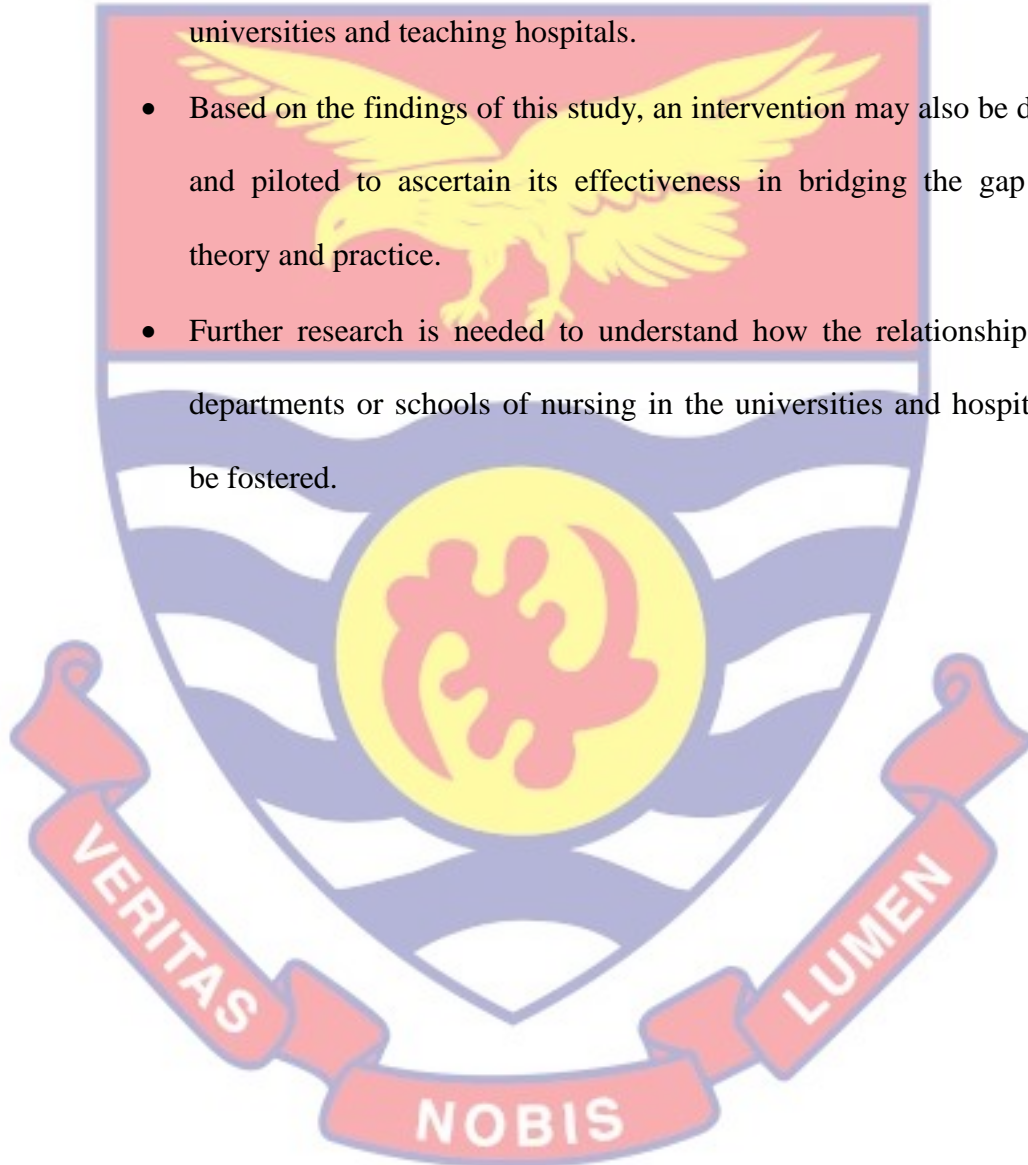 universities and teaching hospitals.
• Based on the findings of this study, an intervention may also be d
and piloted to ascertain its effectiveness in bridging the gap
theory and practice.
• Further research is needed to understand how the relationship
departments or schools of nursing in the universities and hospit
be fostered.
VERITAS
NOBIS
LUMEN